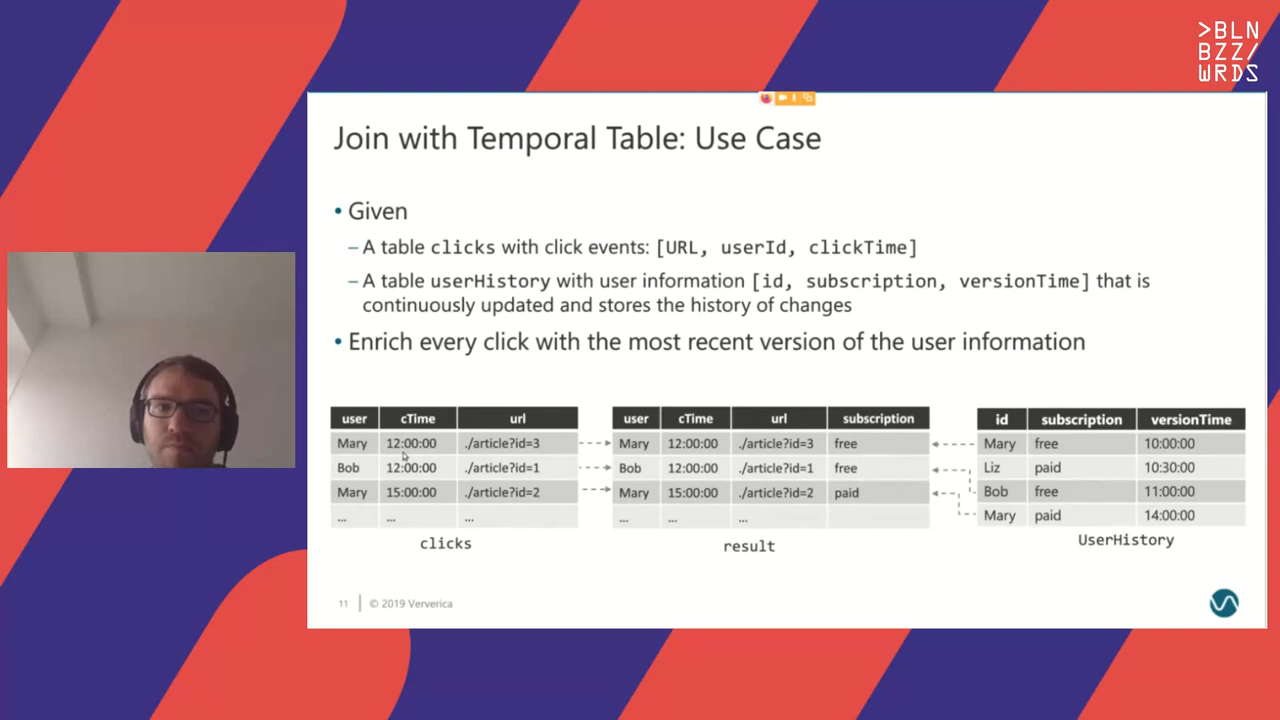 >BLN
BZZ/
WRDS
Join with Temporal Table: Use Case
• Given
– A table clicks with click events: [URL, userId, clickTime]
– A table userHistory with user information [id, subscription, versionTime] that is
continuously updated and stores the history of changes
• Enrich every click with the most recent version of the user information
user cTime url
Mary 12:00:00 ./article?id=3
Bob 12:00:00 ./article?id=1
Mary 15:00:00 ./article?id=2
... ... ...
clicks
user cTime url subscription
Mary 12:00:00 ./article?id=3 free
Bob 12:00:00 ./article?id=1 free
Mary 15:00:00 ./article?id=2 paid
... ... ...
result
id subscription versionTime
Mary free 10:00:00
Liz paid 10:30:00
Bob free 11:00:00
Mary paid 14:00:00
UserHistory
11 © 2019 Ververica